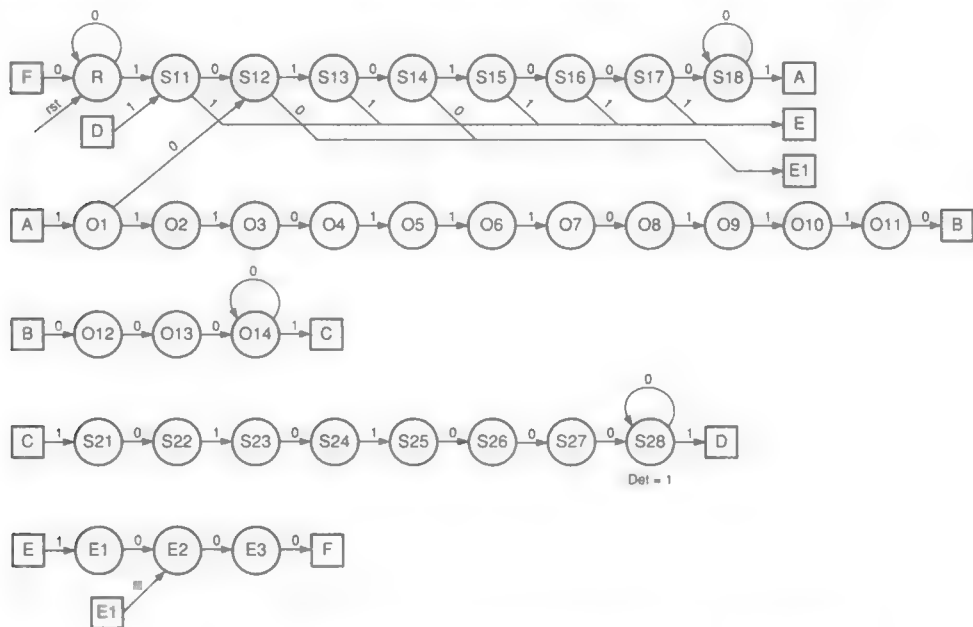 0 0
F 0 R 1 S11 0 S12 1 S13 0 S14 1 S15 0 S16 0 S17 0 S18 1 A
rst D 1 1 1 0 1 1 1 E
0 0 E1
A 1 O1 1 O2 1 O3 0 O4 1 O5 1 O6 1 O7 0 O8 1 O9 1 O10 1 O11 0 B
0
B 0 O12 0 O13 0 O14 1 C
0
C 1 S21 0 S22 1 S23 0 S24 1 S25 0 S26 0 S27 0 S28 1 D
Det = 1
E 1 E1 0 E2 0 E3 0 F
E1